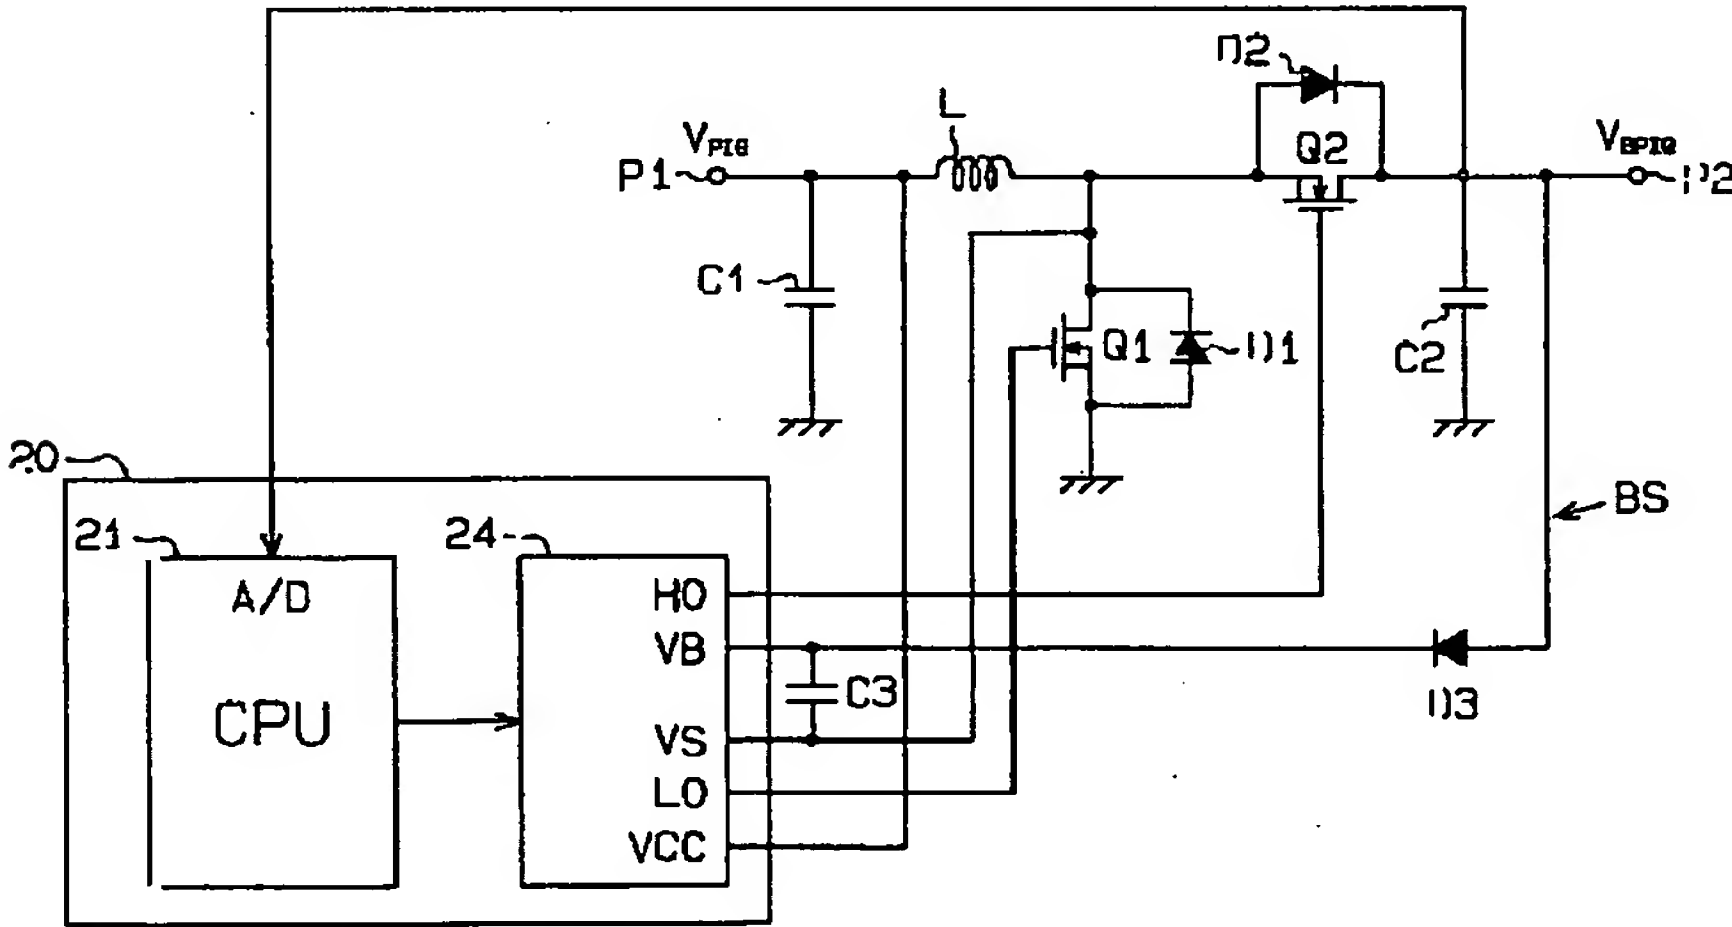 D2
L
VPIG
VBPIG
Q2
P1
P2
C1
Q1
D1
C2
20
BS
21
24
A/D
HO
VB
C3
CPU
D3
VS
LO
VCC